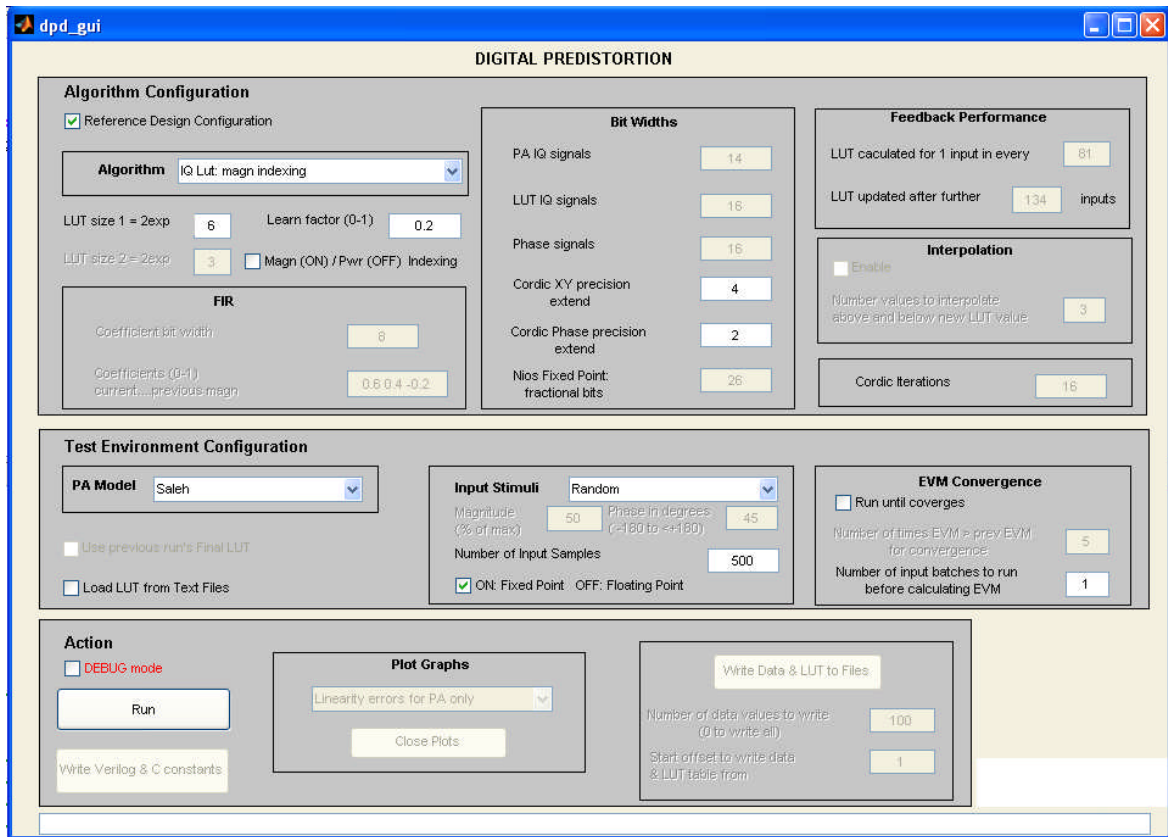 dpd_gui
DIGITAL PREDISTORTION
Algorithm Configuration
Reference Design Configuration
Algorithm IQ Lut: magn indexing
LUT size 1 = 2exp 6 Learn factor (0-1) 0.2
LUT size 2 = 2exp 3 Magn (ON) / Pwr (OFF) Indexing
FIR
Coefficient bit width 8
Coefficients (0-1)
current....previous magn 0.6 0.4 -0.2
Bit Widths
PA IQ signals 14
LUT IQ signals 16
Phase signals 16
Cordic XY precision
extend 4
Cordic Phase precision
extend 2
Nios Fixed Point:
fractional bits 26
Feedback Performance
LUT caculated for 1 input in every 81
LUT updated after further 134 inputs
Interpolation
Enable
Number values to interpolate
above and below new LUT value 3
Cordic Iterations 16
Test Environment Configuration
PA Model Saleh
Use previous run's Final LUT
Load LUT from Text Files
Input Stimuli Random
Magnitude
(% of max) 50
Phase in degrees
(-180 to <+180) 45
Number of Input Samples
500
ON: Fixed Point OFF: Floating Point
EVM Convergence
Run until coverges
Number of times EVM > prev EVM
for convergence 5
Number of input batches to run
before calculating EVM 1
Action
DEBUG mode
Run
Write Verilog & C constants
Plot Graphs
Linearity errors for PA only
Close Plots
Write Data & LUT to Files
Number of data values to write
(0 to write all) 100
Start offset to write data
& LUT table from 1